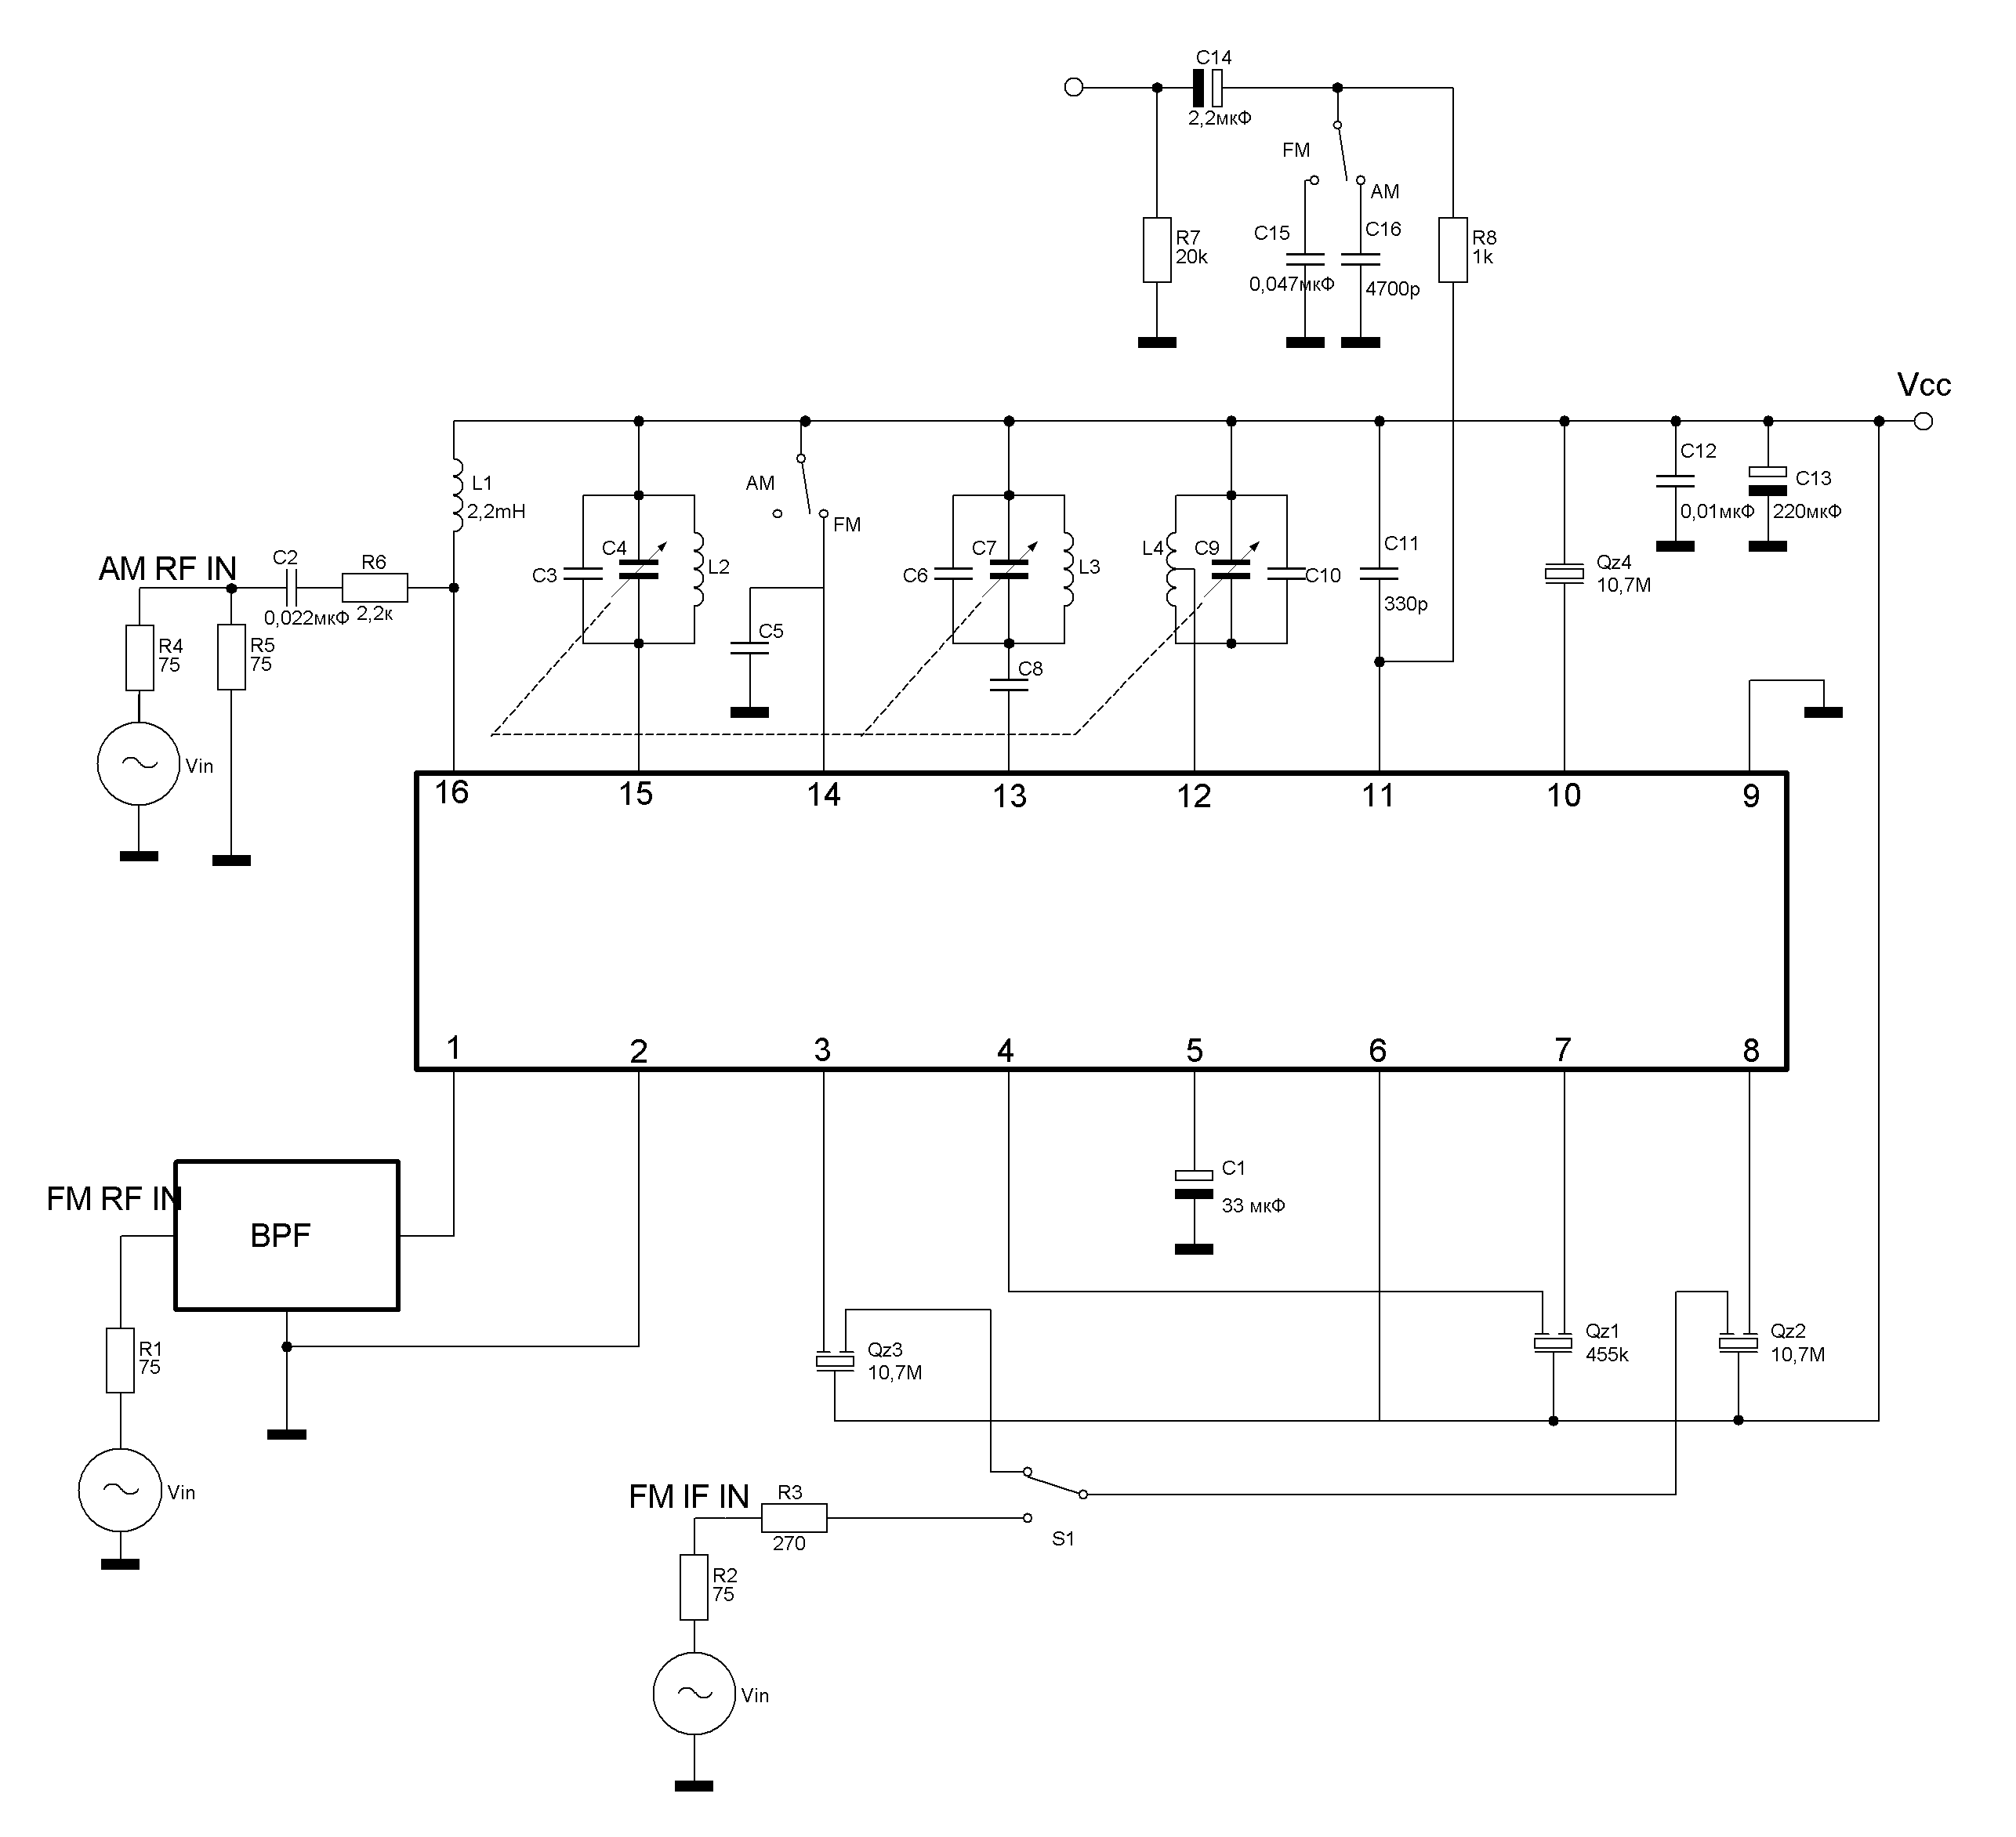 C14
2,2мкФ
FM
AM
R7
20k
C15
0,047мкФ
C16
4700p
R8
1k
Vcc
L1
2,2mH
AM
FM
C12
0,01мкФ
C13
220мкФ
AM RF IN
C2
0,022мкФ
R6
2,2к
R4
75
R5
75
C3
C4
L2
C5
C6
C7
L3
C8
L4
C9
C10
C11
330p
Qz4
10,7M
Vin
16
15
14
13
12
11
10
9
1
2
3
4
5
6
7
8
FM RF IN
BPF
C1
33 мкФ
R1
75
Qz3
10,7M
Qz1
455k
Qz2
10,7M
Vin
FM IF IN
R3
270
S1
R2
75
Vin